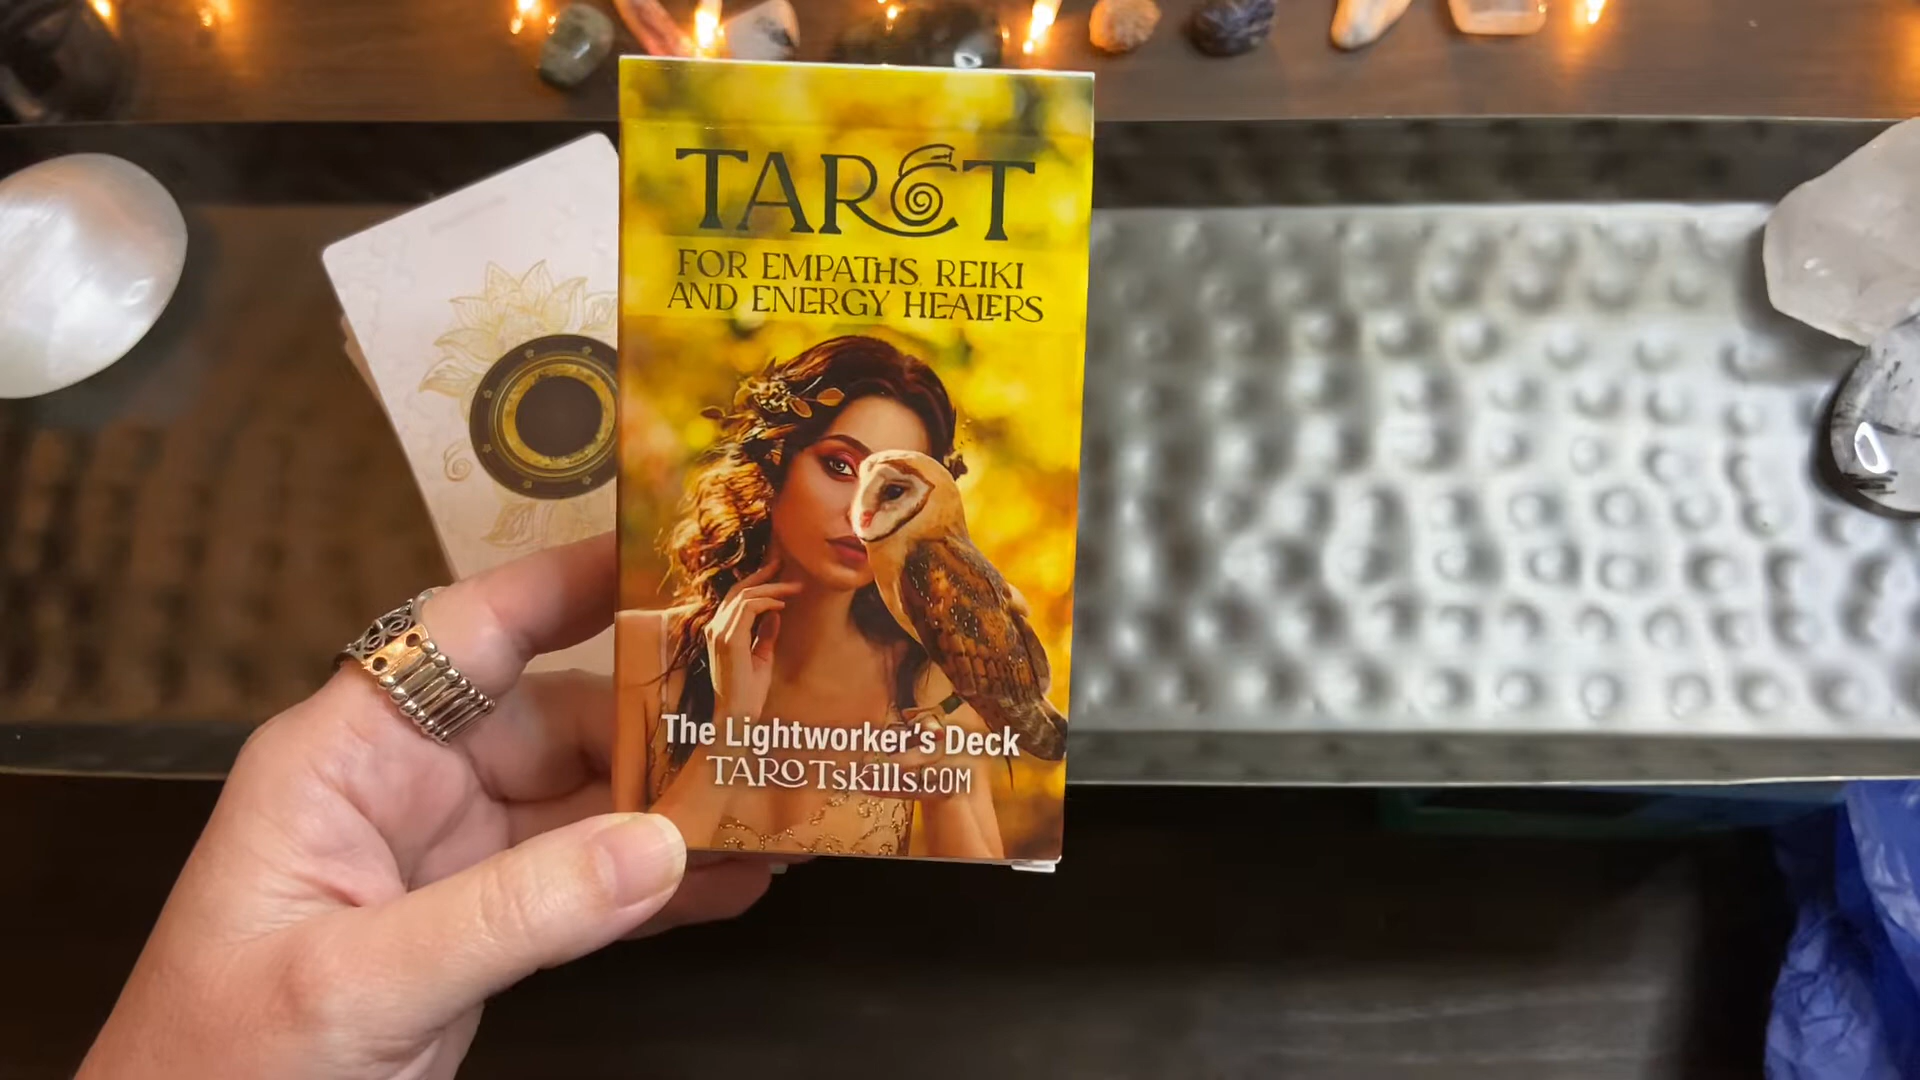 TAROT
FOR EMPATHS, REIKI
AND ENERGY HEALERS
The Lightworker's Deck
TAROTskills.COM